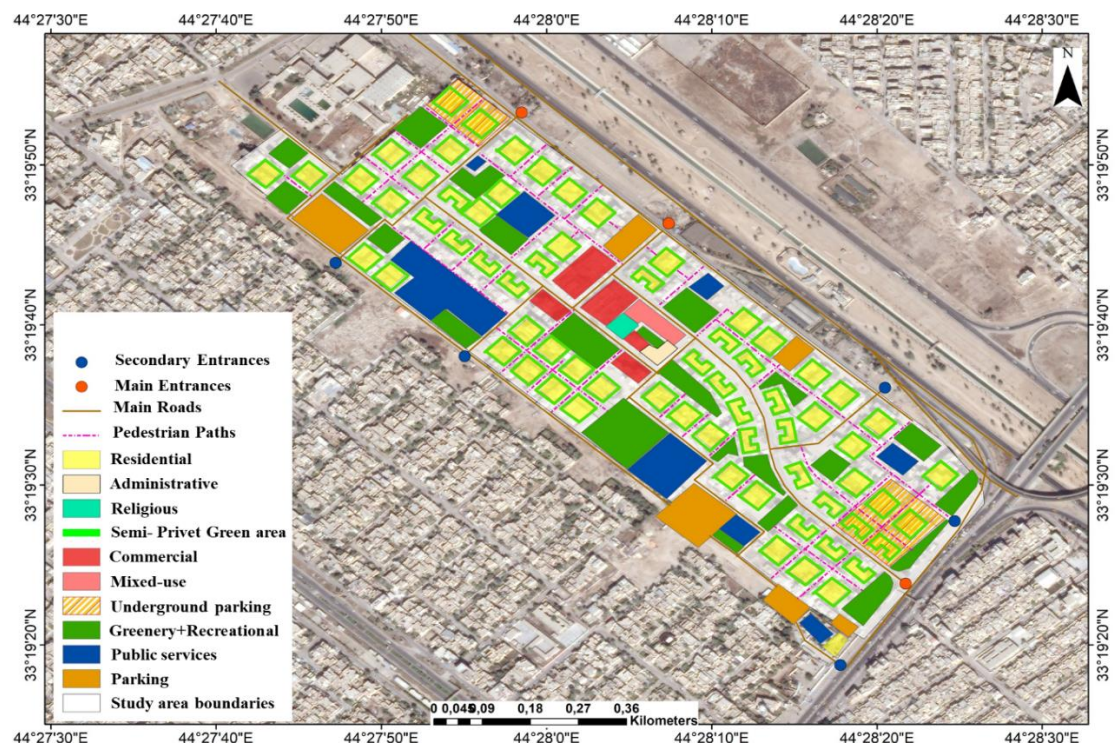 44°27'30"E 44°27'40"E 44°27'50"E 44°28'0"E 44°28'10"E 44°28'20"E 44°28'30"E
N
33°19'50"N 33°19'50"N
33°19'40"N 33°19'40"N
33°19'30"N 33°19'30"N
33°19'20"N 33°19'20"N
Secondary Entrances
Main Entrances
Main Roads
Pedestrian Paths
Residential
Administrative
Religious
Semi- Privet Green area
Commercial
Mixed-use
Underground parking
Greenery+Recreational
Public services
Parking
Study area boundaries
0 0,045 0,09 0,18 0,27 0,36
Kilometers
44°27'30"E 44°27'40"E 44°27'50"E 44°28'0"E 44°28'10"E 44°28'20"E 44°28'30"E